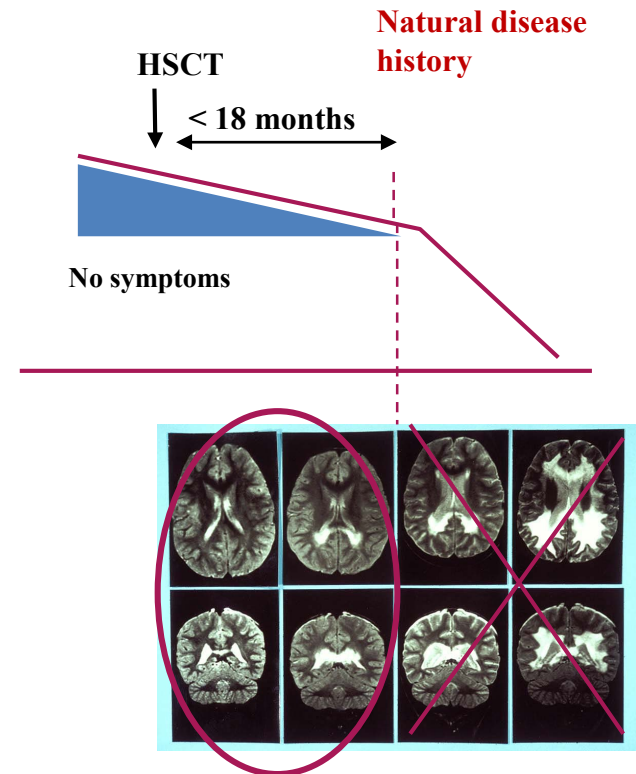 Natural disease
history
HSCT
< 18 months
No symptoms